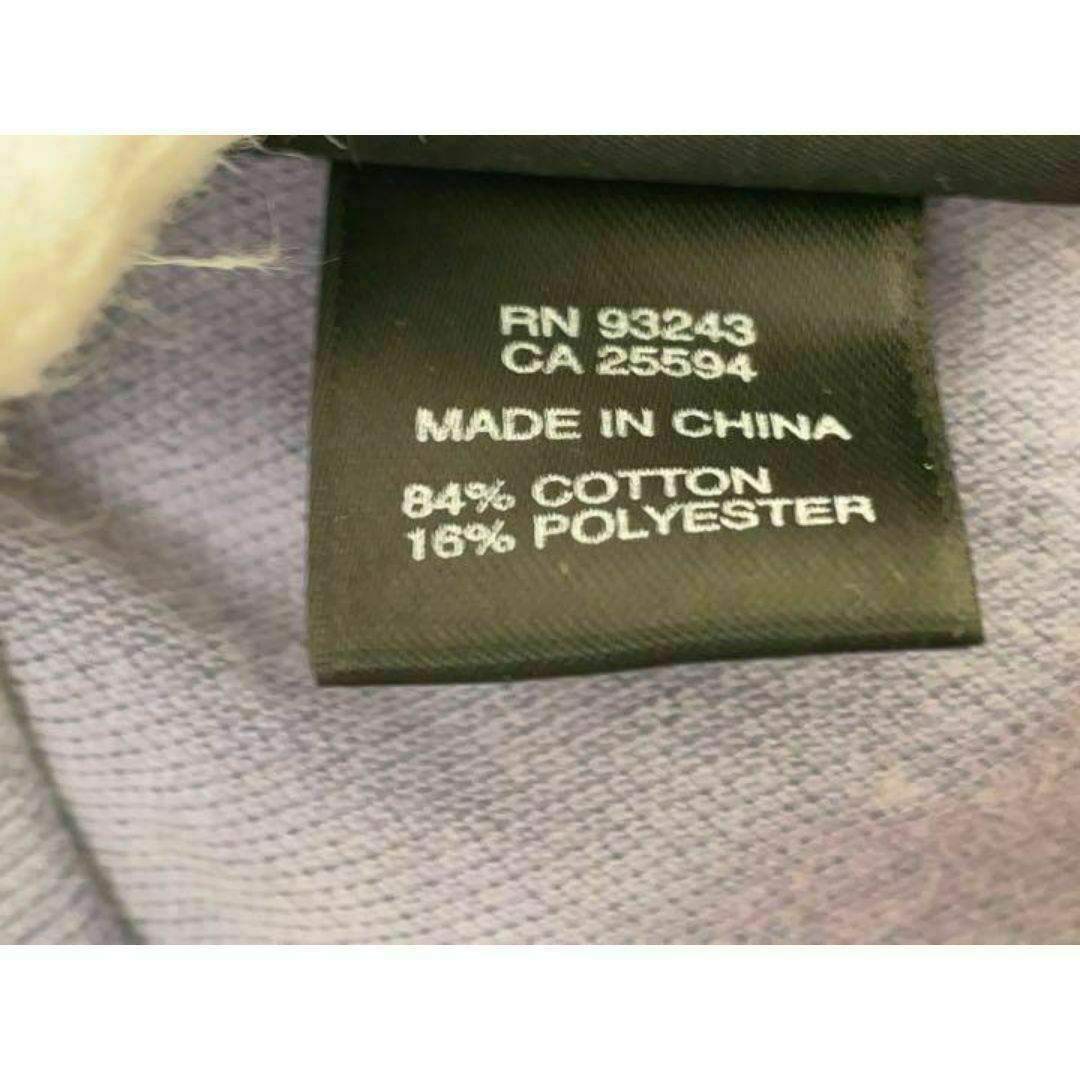 RN 93243
CA 25594
MADE IN CHINA
84% COTTON
16% POLYESTER